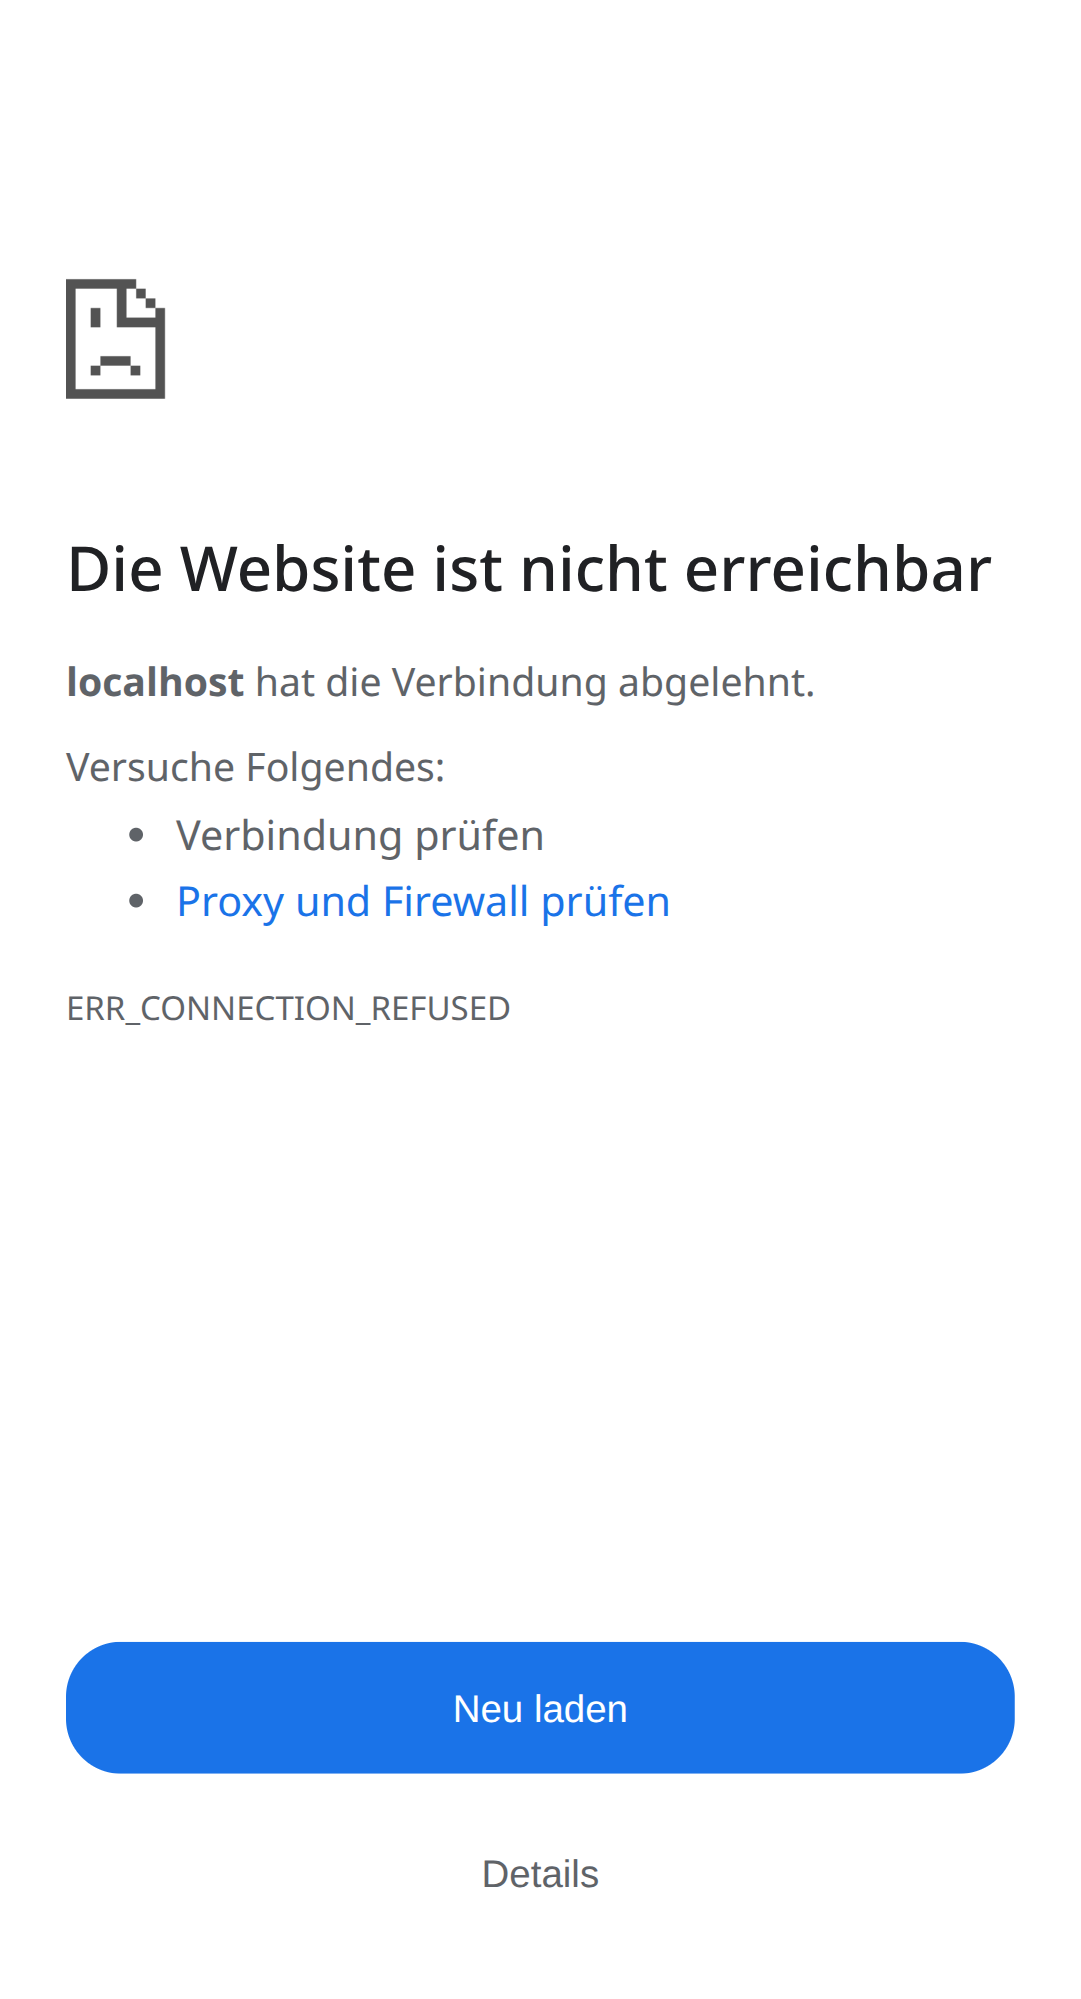 Die Website ist nicht erreichbar
localhost hat die Verbindung abgelehnt.
Versuche Folgendes:
Verbindung prüfen
Proxy und Firewall prüfen
ERR_CONNECTION_REFUSED
Neu laden
Details